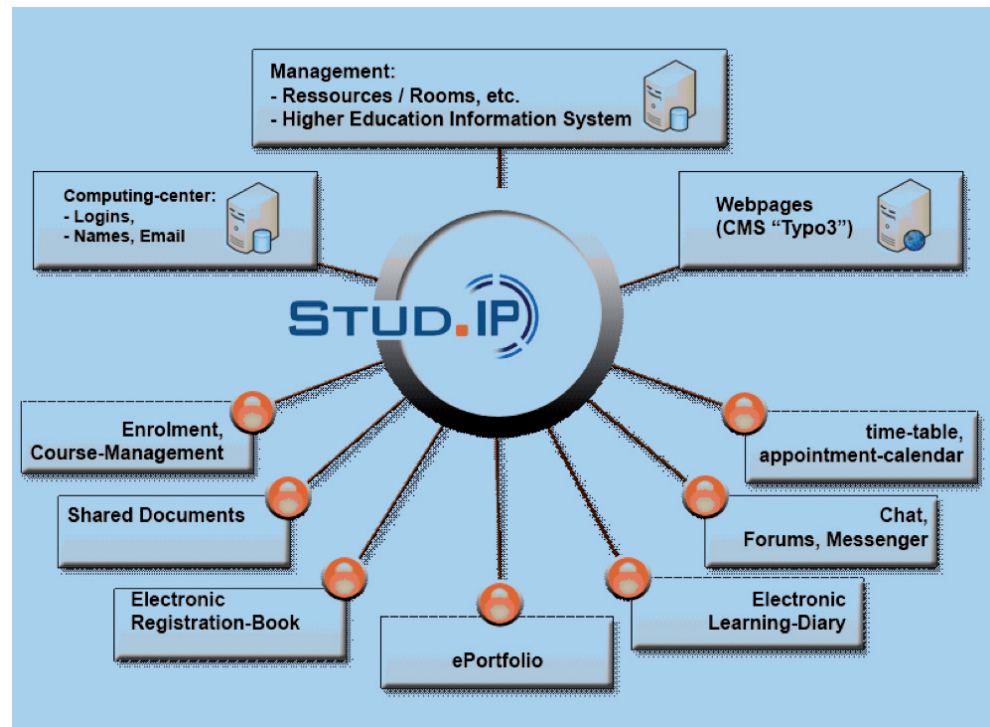 Management:
- Ressources / Rooms, etc.
- Higher Education Information System
Computing-center:
- Logins,
- Names, Email
Webpages
(CMS “Typo3”)
STUD.IP
Enrolment,
Course-Management
time-table,
appointment-calendar
Shared Documents
Chat,
Forums, Messenger
Electronic
Registration-Book
Electronic
Learning-Diary
ePortfolio